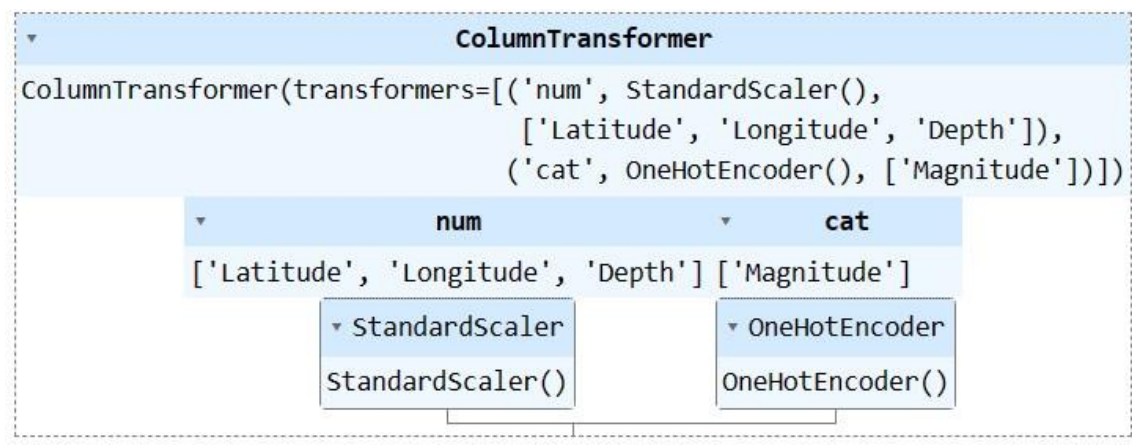 ColumnTransformer
ColumnTransformer(transformers=[('num', StandardScaler(),
['Latitude', 'Longitude', 'Depth']),
('cat', OneHotEncoder(), ['Magnitude'])])
num cat
['Latitude', 'Longitude', 'Depth'] ['Magnitude']
StandardScaler OneHotEncoder
StandardScaler() OneHotEncoder()